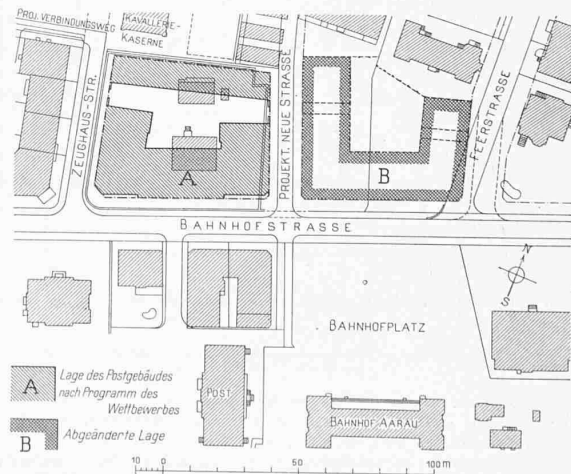 PROJ. VERBINDUNGSWEG
KAVALLERIE-
KASERNE
ZEUGHAUS-STR.
PROJEKT. NEUE STRASSE
FEERSTRASSE
A
B
BAHNHOFSTRASSE
N
S
BAHNHOFPLATZ
A
Lage des Postgebäudes
nach Programm des
Wettbewerbes
POST
B
Abgeänderte Lage
BAHNHOF AARAU
10 0 50 100 m